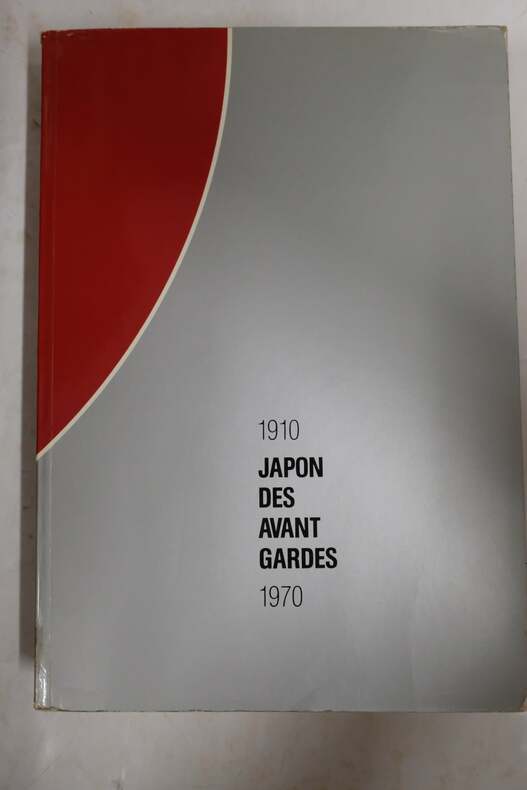 1910
JAPON
DES
AVANT
GARDES
1970